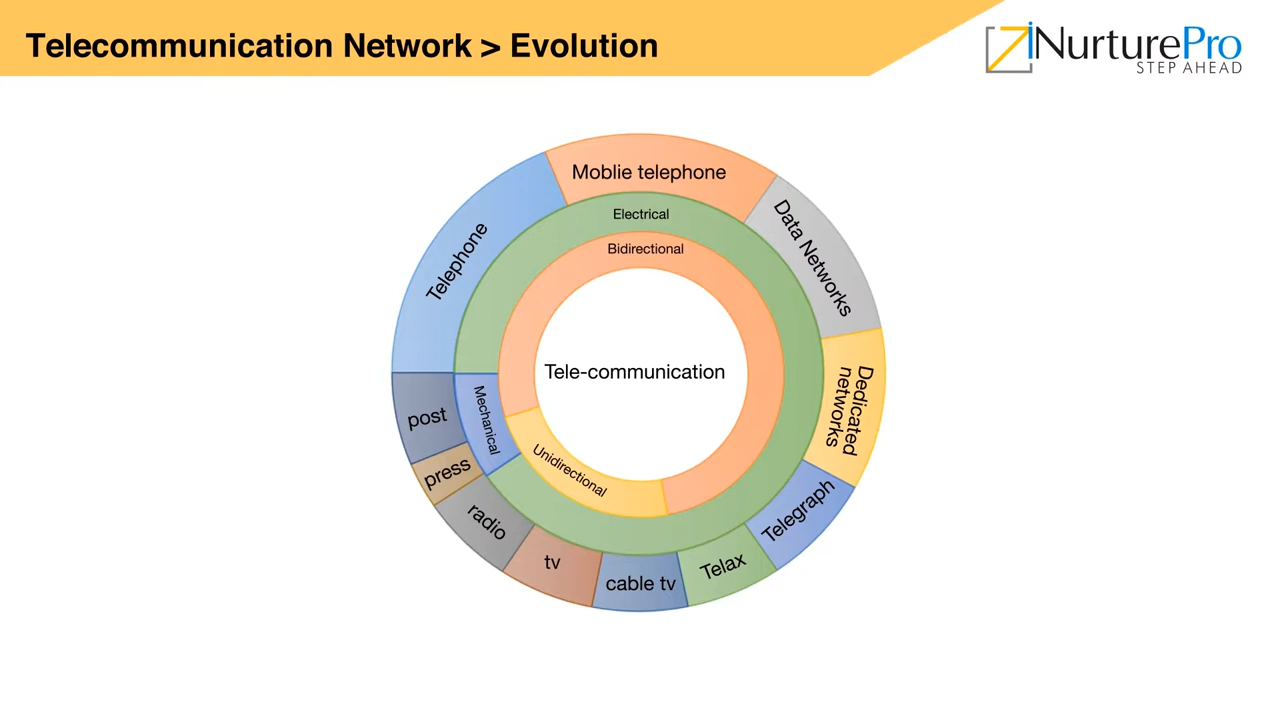 Telecommunication Network > Evolution
iNurturePro
STEP AHEAD
Moblie telephone
Electrical
Bidirectional
Data Networks
Telephone
Tele-communication
Dedicated
networks
Mechanical
post
press
Unidirectional
radio
Telegraph
tv
cable tv
Telax